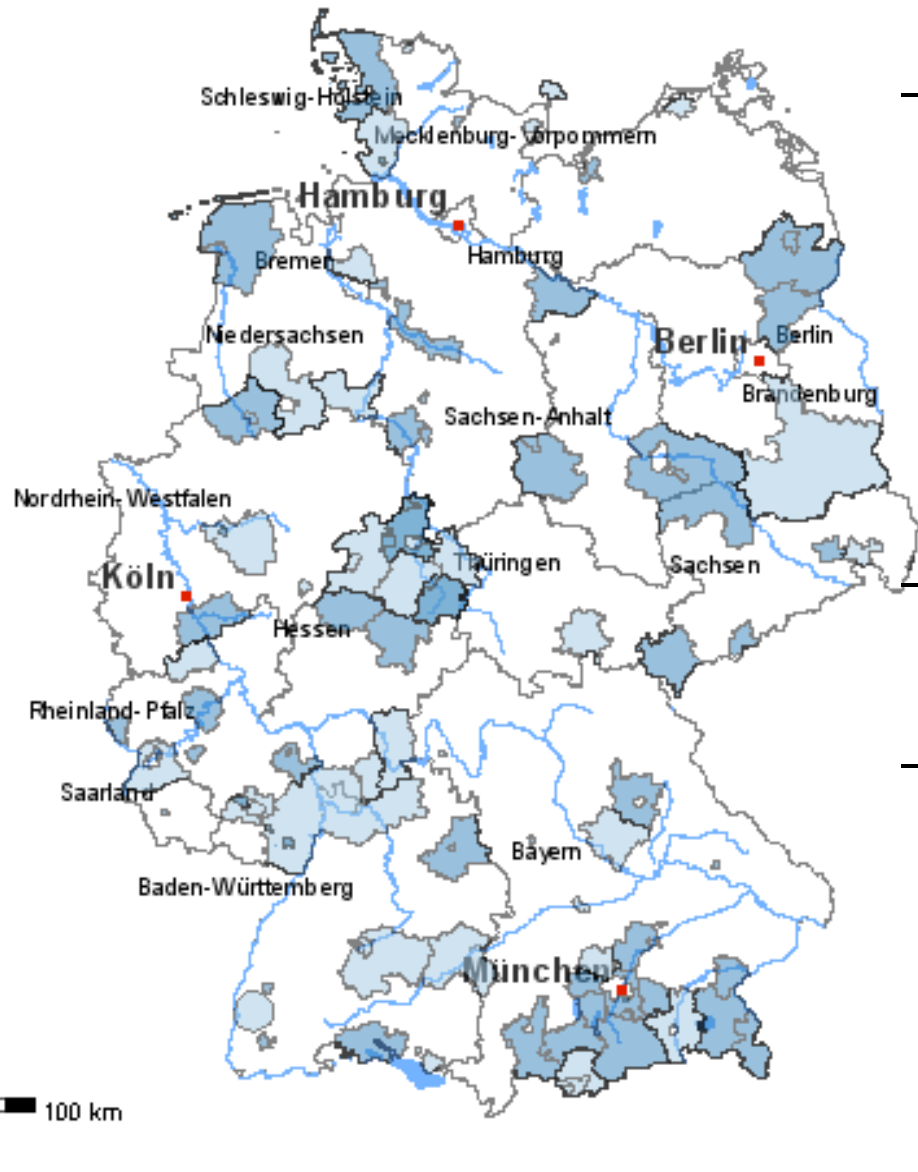 Schleswig-Holstein
Mecklenburg-Vorpommern
Hamburg
Hamburg
Bremen
Niedersachsen
Berlin
Berlin
Brandenburg
Sachsen-Anhalt
Nordrhein-Westfalen
Köln
Thüringen
Sachsen
Hessen
Rheinland-Pfalz
Saarland
Bayern
Baden-Württemberg
München
100 km